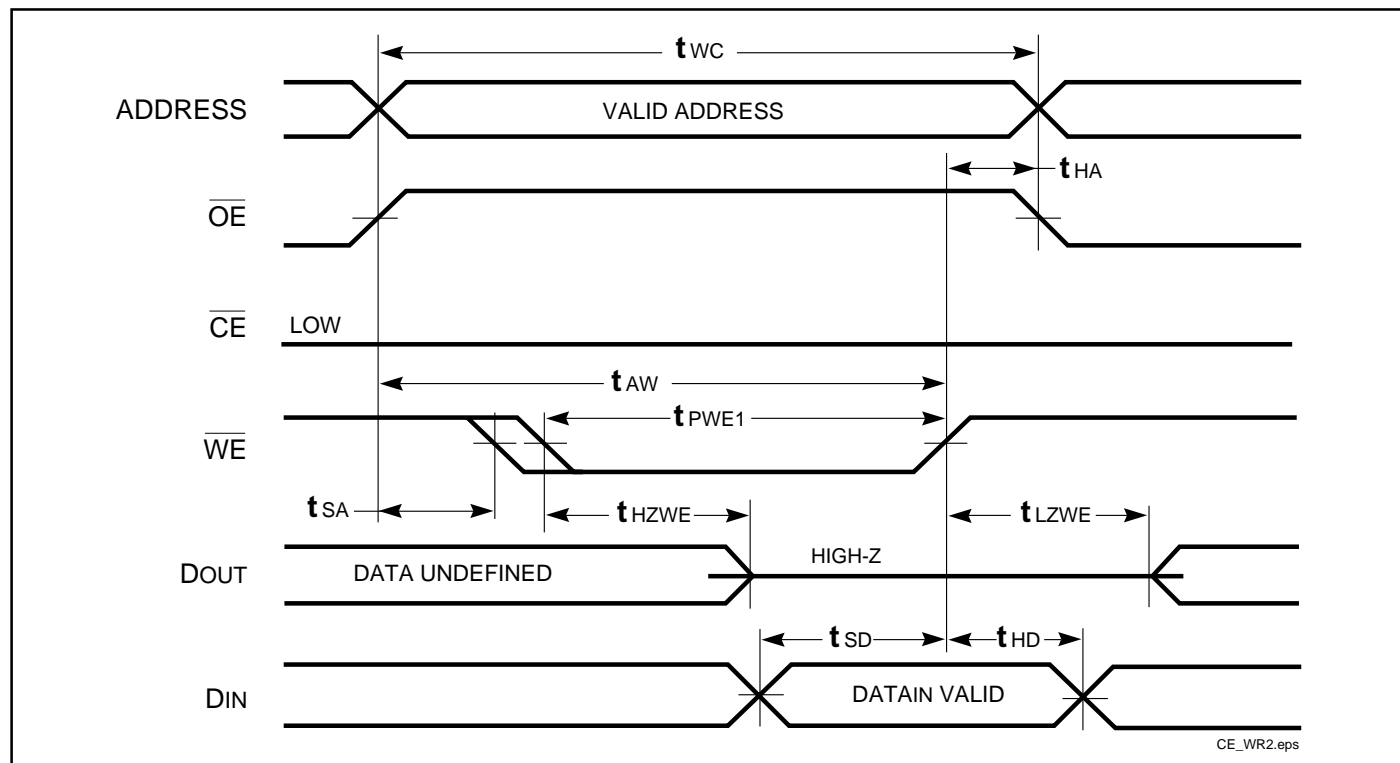 tWC
ADDRESS
VALID ADDRESS
tHA
OE
CE
LOW
tAW
tPWE1
WE
tSA
tHZWE
tLZWE
DOUT
DATA UNDEFINED
HIGH-Z
tSD
tHD
DIN
DATAIN VALID
CE_WR2.eps